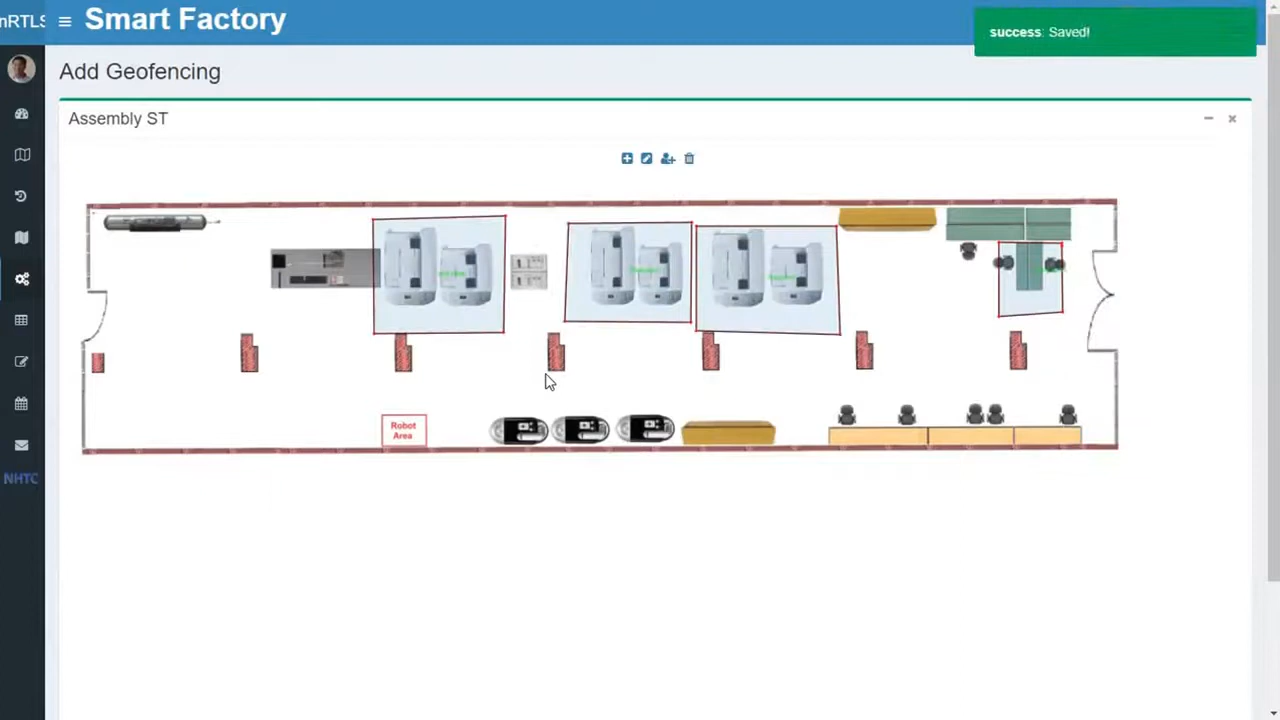 nRTLS
Smart Factory
success: Saved!
Add Geofencing
Assembly ST
Robot
Area
NHTC